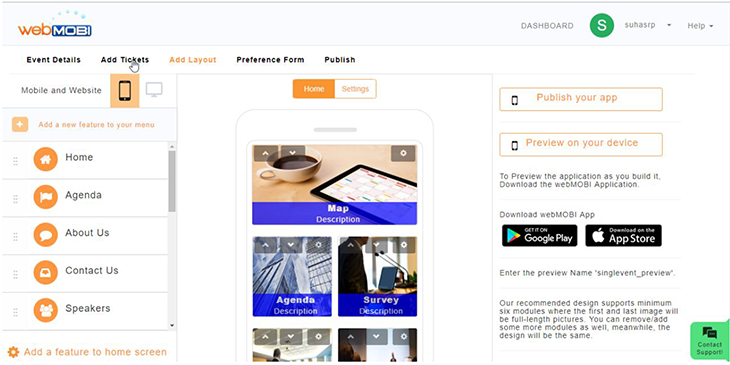 webMOBI
DASHBOARD
S
suhasrp
Help
Event Details
Add Tickets
Add Layout
Preference Form
Publish
Mobile and Website
Add a new feature to your menu
Home
Agenda
About Us
Contact Us
Speakers
Add a feature to home screen
Home
Settings
Map
Description
Agenda
Description
Survey
Description
Publish your app
Preview on your device
To Preview the application as you build it,
Download the webMOBI Application.
Download webMOBI App
GET IT ON
Google Play
Download on the
App Store
Enter the preview Name 'singlevent_preview'.
Our recommended design supports minimum
six modules where the first and last image will
be full-length pictures. You can remove/add
some more modules as well, meanwhile, the
design will be the same.
Contact
Support!